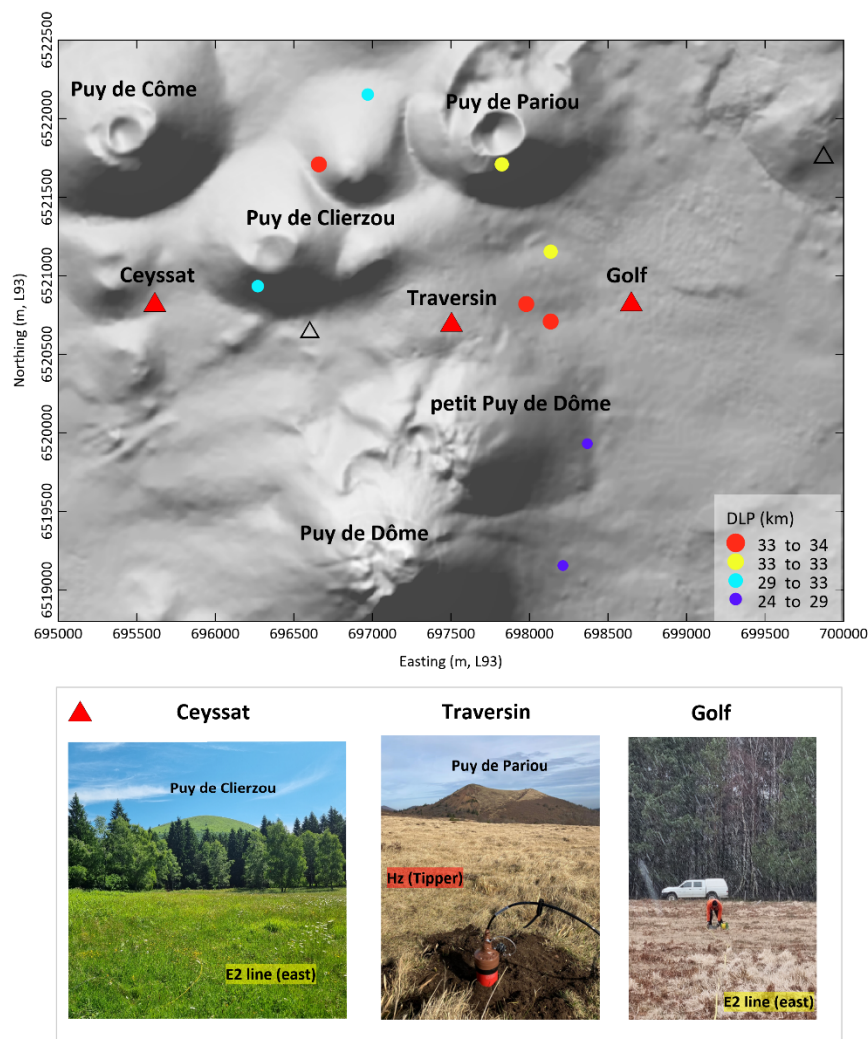 6522500
6522000
6521500
6521000
6520500
6520000
6519500
6519000
Northing (m, L93)
Puy de Côme
Puy de Pariou
Puy de Clierzou
Ceyssat
Traversin
Golf
petit Puy de Dôme
Puy de Dôme
DLP (km)
33 to 34
33 to 33
29 to 33
24 to 29
695000 695500 696000 696500 697000 697500 698000 698500 699000 699500 700000
Easting (m, L93)
Ceyssat Traversin Golf
Puy de Clierzou
E2 line (east)
Puy de Pariou
Hz (Tipper)
E2 line (east)